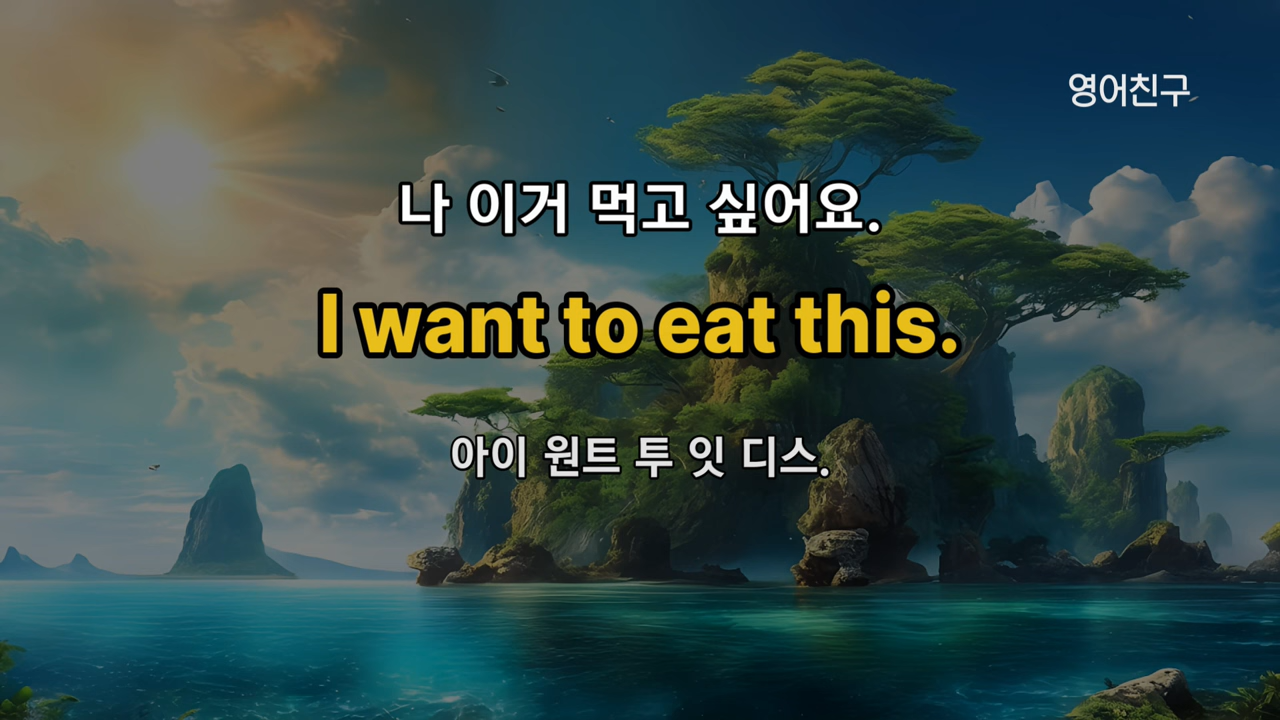 영어친구
나 이거 먹고 싶어요.
I want to eat this.
아이 원트 투 잇 디스.